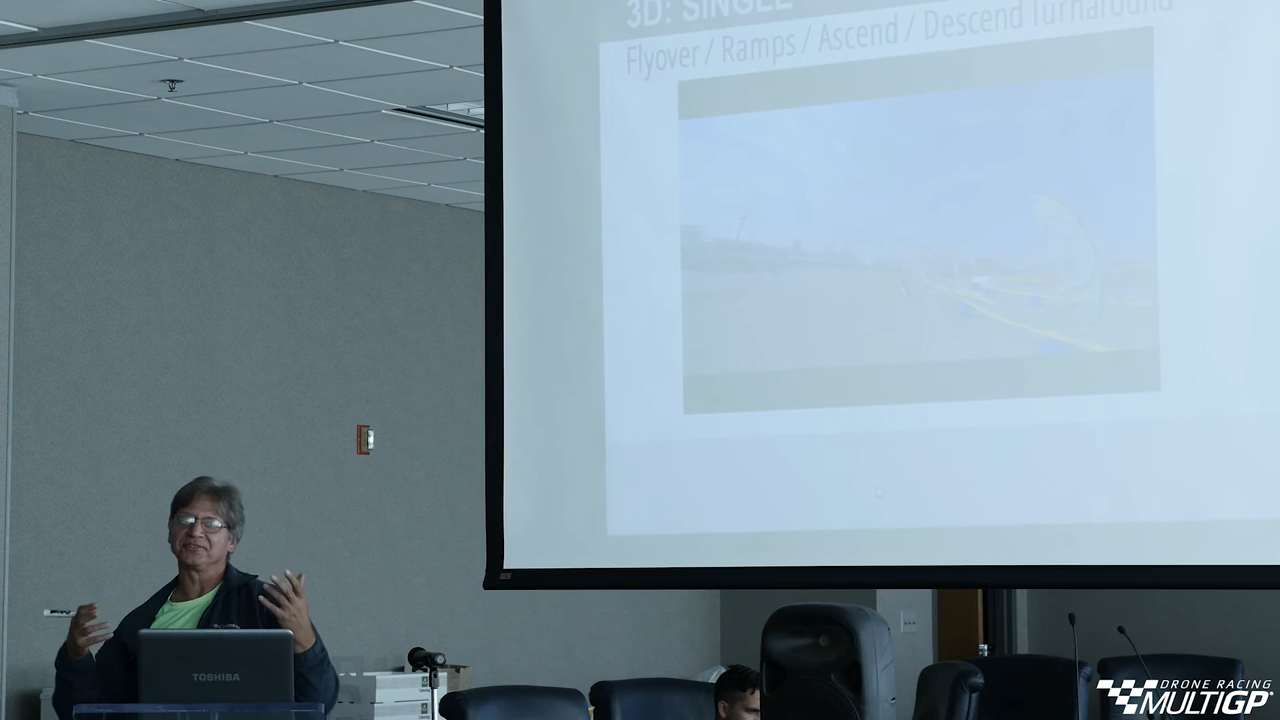 3D: SINGLE
Flyover / Ramps / Ascend / Descend Turnaround
TOSHIBA
DRONE RACING
MULTIGP